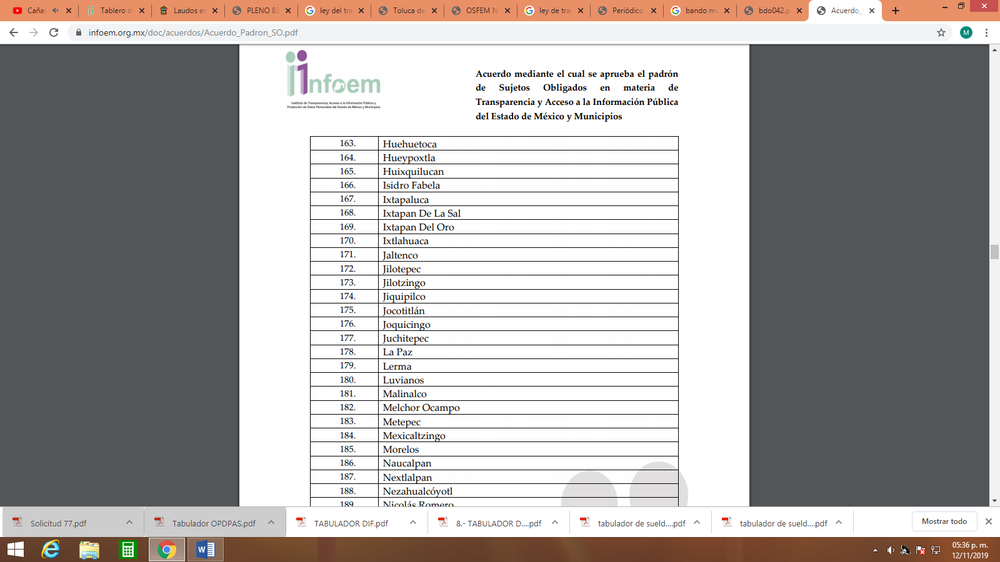 Cañav
Tablero d
Laudos en
PLENO 82
ley del tra
Toluca de
OSFEM N
ley de tra
Periódico
bando mu
bdo042.p
Acuerdo_
infoem.org.mx/doc/acuerdos/Acuerdo_Padron_SO.pdf
M
infoem
Instituto de Transparencia, Acceso a la Información Pública y
Protección de Datos Personales del Estado de México y Municipios
Acuerdo mediante el cual se aprueba el padrón
de Sujetos Obligados en materia de
Transparencia y Acceso a la Información Pública
del Estado de México y Municipios
163. Huehuetoca
164. Hueypoxtla
165. Huixquilucan
166. Isidro Fabela
167. Ixtapaluca
168. Ixtapan De La Sal
169. Ixtapan Del Oro
170. Ixtlahuaca
171. Jaltenco
172. Jilotepec
173. Jilotzingo
174. Jiquipilco
175. Jocotitlán
176. Joquicingo
177. Juchitepec
178. La Paz
179. Lerma
180. Luvianos
181. Malinalco
182. Melchor Ocampo
183. Metepec
184. Mexicaltzingo
185. Morelos
186. Naucalpan
187. Nextlalpan
188. Nezahualcóyotl
189. Nicolás Romero
Solicitud 77.pdf
Tabulador OPDPAS.pdf
TABULADOR DIF.pdf
8.- TABULADOR D....pdf
tabulador de sueld....pdf
tabulador de sueld....pdf
Mostrar todo
05:36 p. m.
12/11/2019